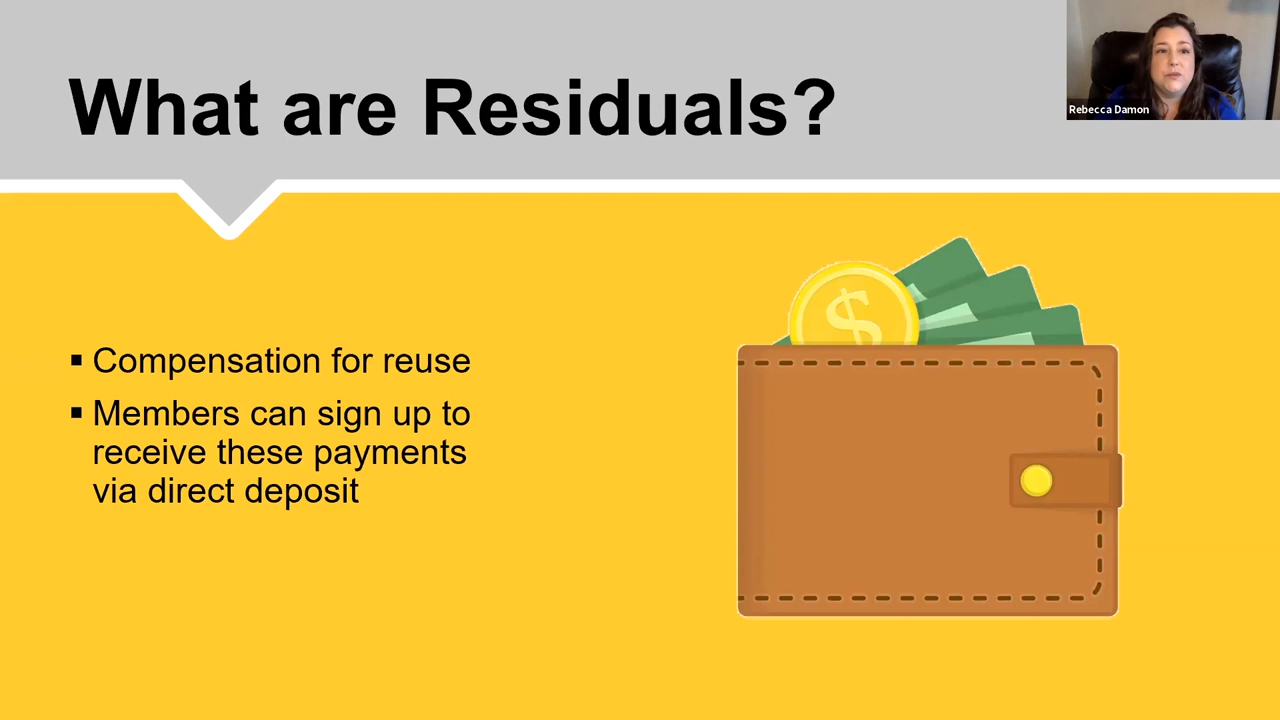 What are Residuals?
Rebecca Damon
▪ Compensation for reuse
▪ Members can sign up to
receive these payments
via direct deposit
$